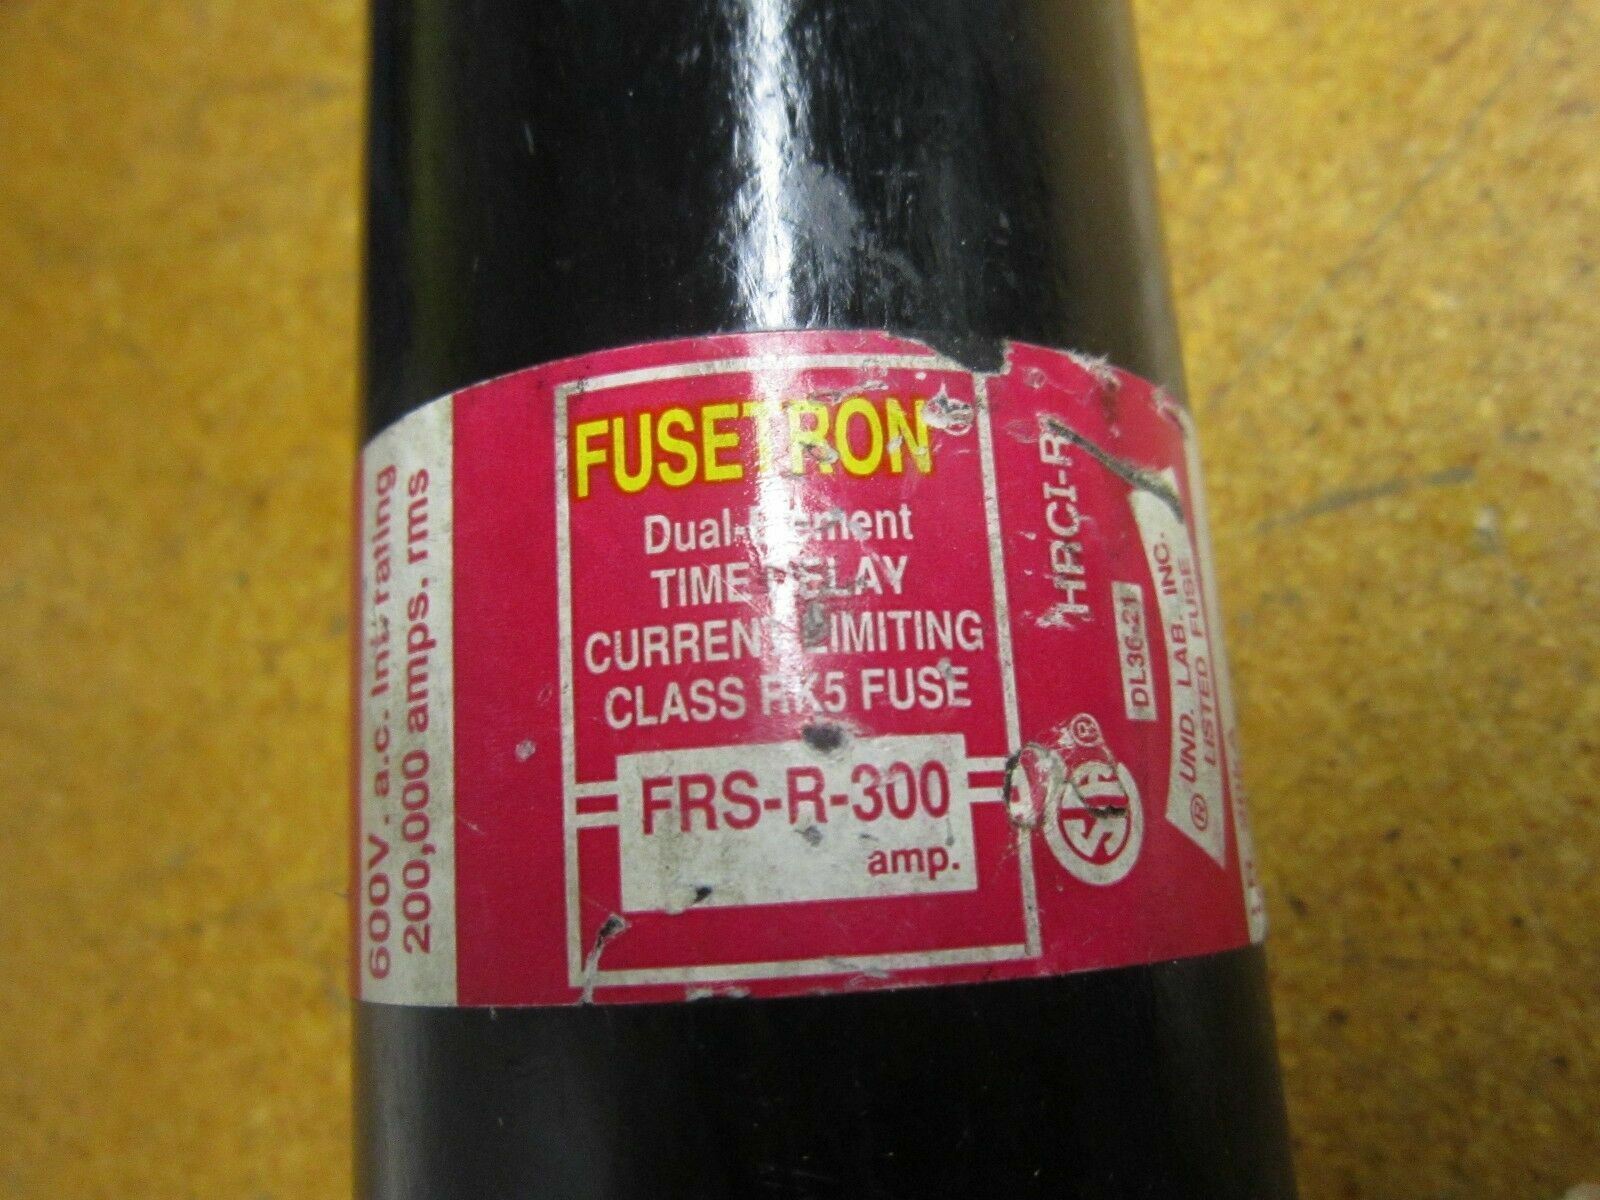 600V. a.c. Int. rating
200,000 amps. rms
FUSETRON®
Dual-Element
TIME DELAY
CURRENT LIMITING
CLASS RK5 FUSE
FRS-R-300
amp.
HRCI-R
DL36-21
® UND. LAB. INC.
LISTED FUSE
SA®